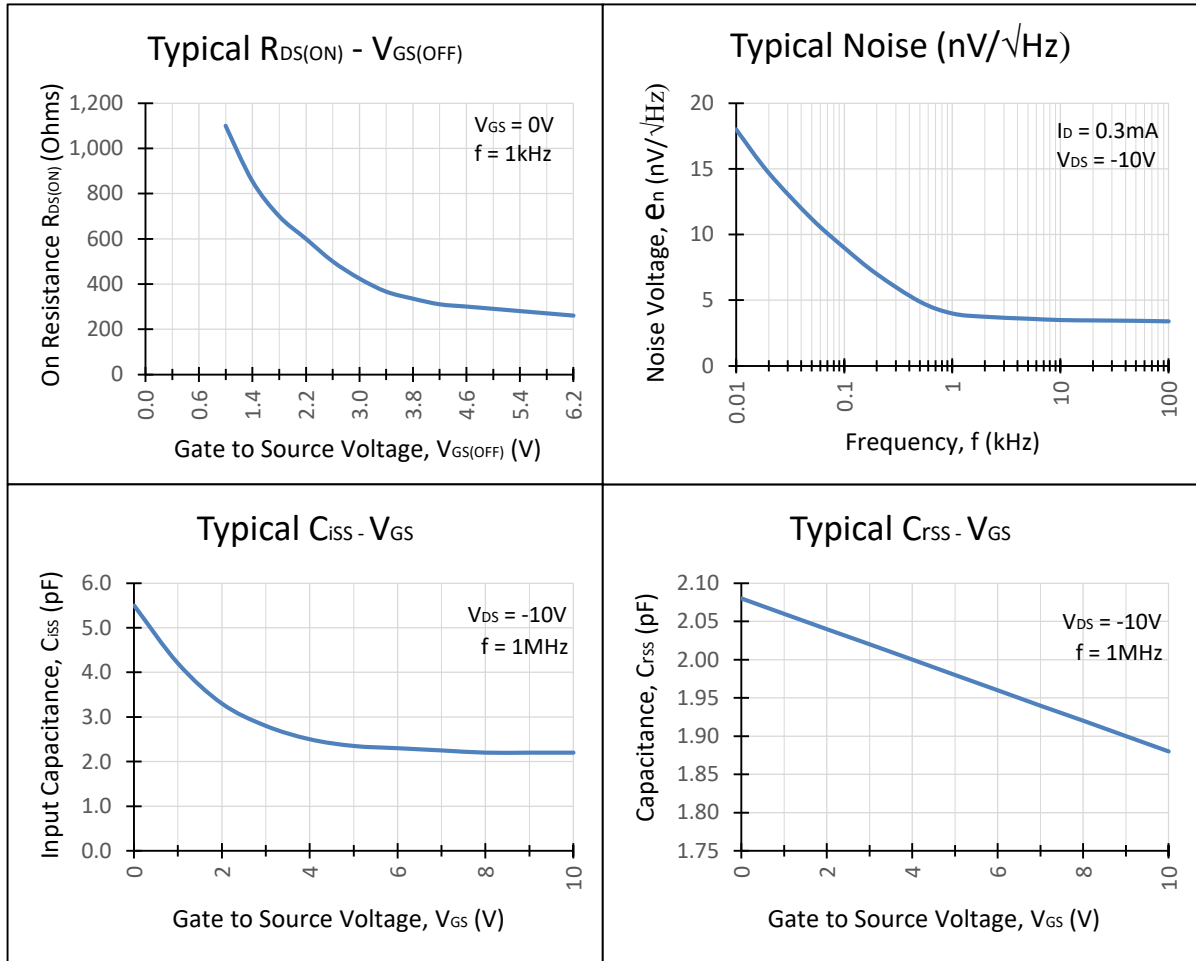 Typical RDS(ON) - VGS(OFF)
On Resistance RDS(ON) (Ohms)
1,200
1,000
800
600
400
200
0
VGS = 0V
f = 1kHz
0.0
0.6
1.4
2.2
3.0
3.8
4.6
5.4
6.2
Gate to Source Voltage, VGS(OFF) (V)
Typical Noise (nV/√Hz)
Noise Voltage, en (nV/√Hz)
20
15
10
5
0
ID = 0.3mA
VDS = -10V
0.01
0.1
1
10
100
Frequency, f (kHz)
Typical CiSS - VGS
Input Capacitance, CiSS (pF)
6.0
5.0
4.0
3.0
2.0
1.0
0.0
VDS = -10V
f = 1MHz
0
2
4
6
8
10
Gate to Source Voltage, VGS (V)
Typical CrSS - VGS
Capacitance, Crss (pF)
2.10
2.05
2.00
1.95
1.90
1.85
1.80
1.75
VDS = -10V
f = 1MHz
0
2
4
6
8
10
Gate to Source Voltage, VGS (V)